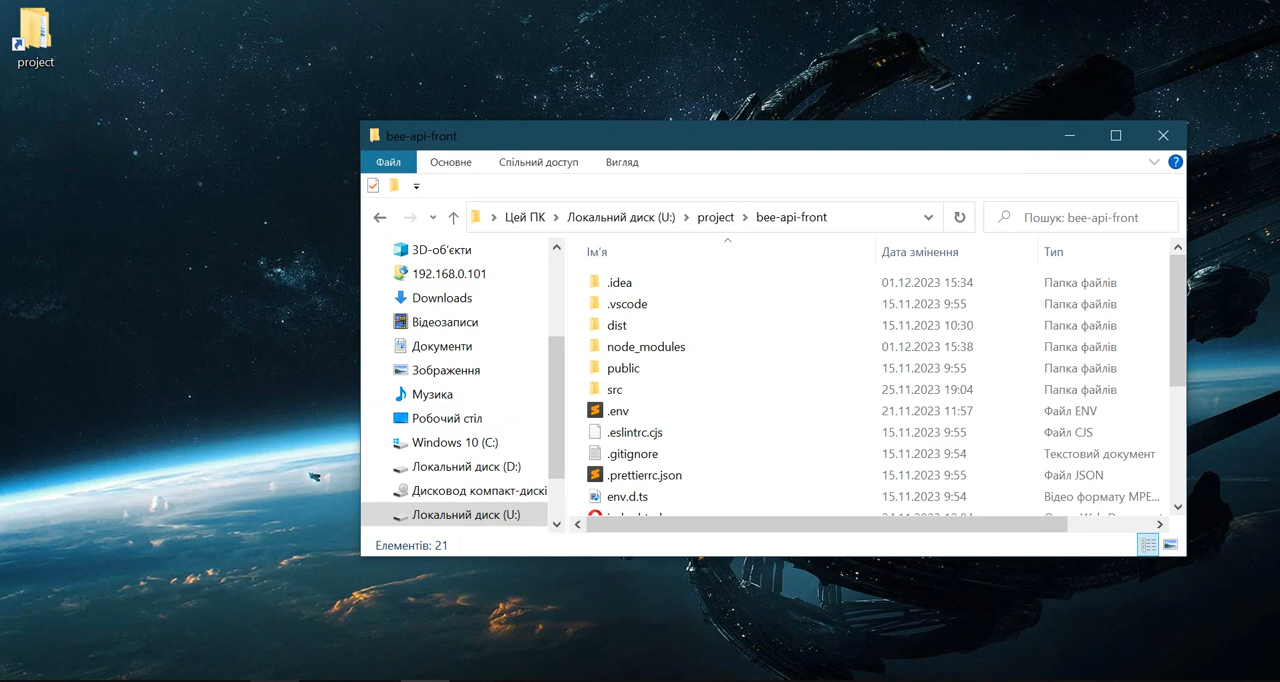 project
bee-api-front
Файл Основне Спільний доступ Вигляд
Цей ПК Локальний диск (U:) project bee-api-front Пошук: bee-api-front
3D-об'єкти
192.168.0.101
Downloads
Відеозаписи
Документи
Зображення
Музика
Робочий стіл
Windows 10 (C:)
Локальний диск (D:)
Дисковод компакт-дискі
Локальний диск (U:)
Ім'я Дата змінення Тип
.idea 01.12.2023 15:34 Папка файлів
.vscode 15.11.2023 9:55 Папка файлів
dist 15.11.2023 10:30 Папка файлів
node_modules 01.12.2023 15:38 Папка файлів
public 15.11.2023 9:55 Папка файлів
src 25.11.2023 19:04 Папка файлів
.env 21.11.2023 11:57 Файл ENV
.eslintrc.cjs 15.11.2023 9:55 Файл CJS
.gitignore 15.11.2023 9:54 Текстовий документ
.prettierrc.json 15.11.2023 9:55 Файл JSON
env.d.ts 15.11.2023 9:54 Відео формату MPE...
Елементів: 21